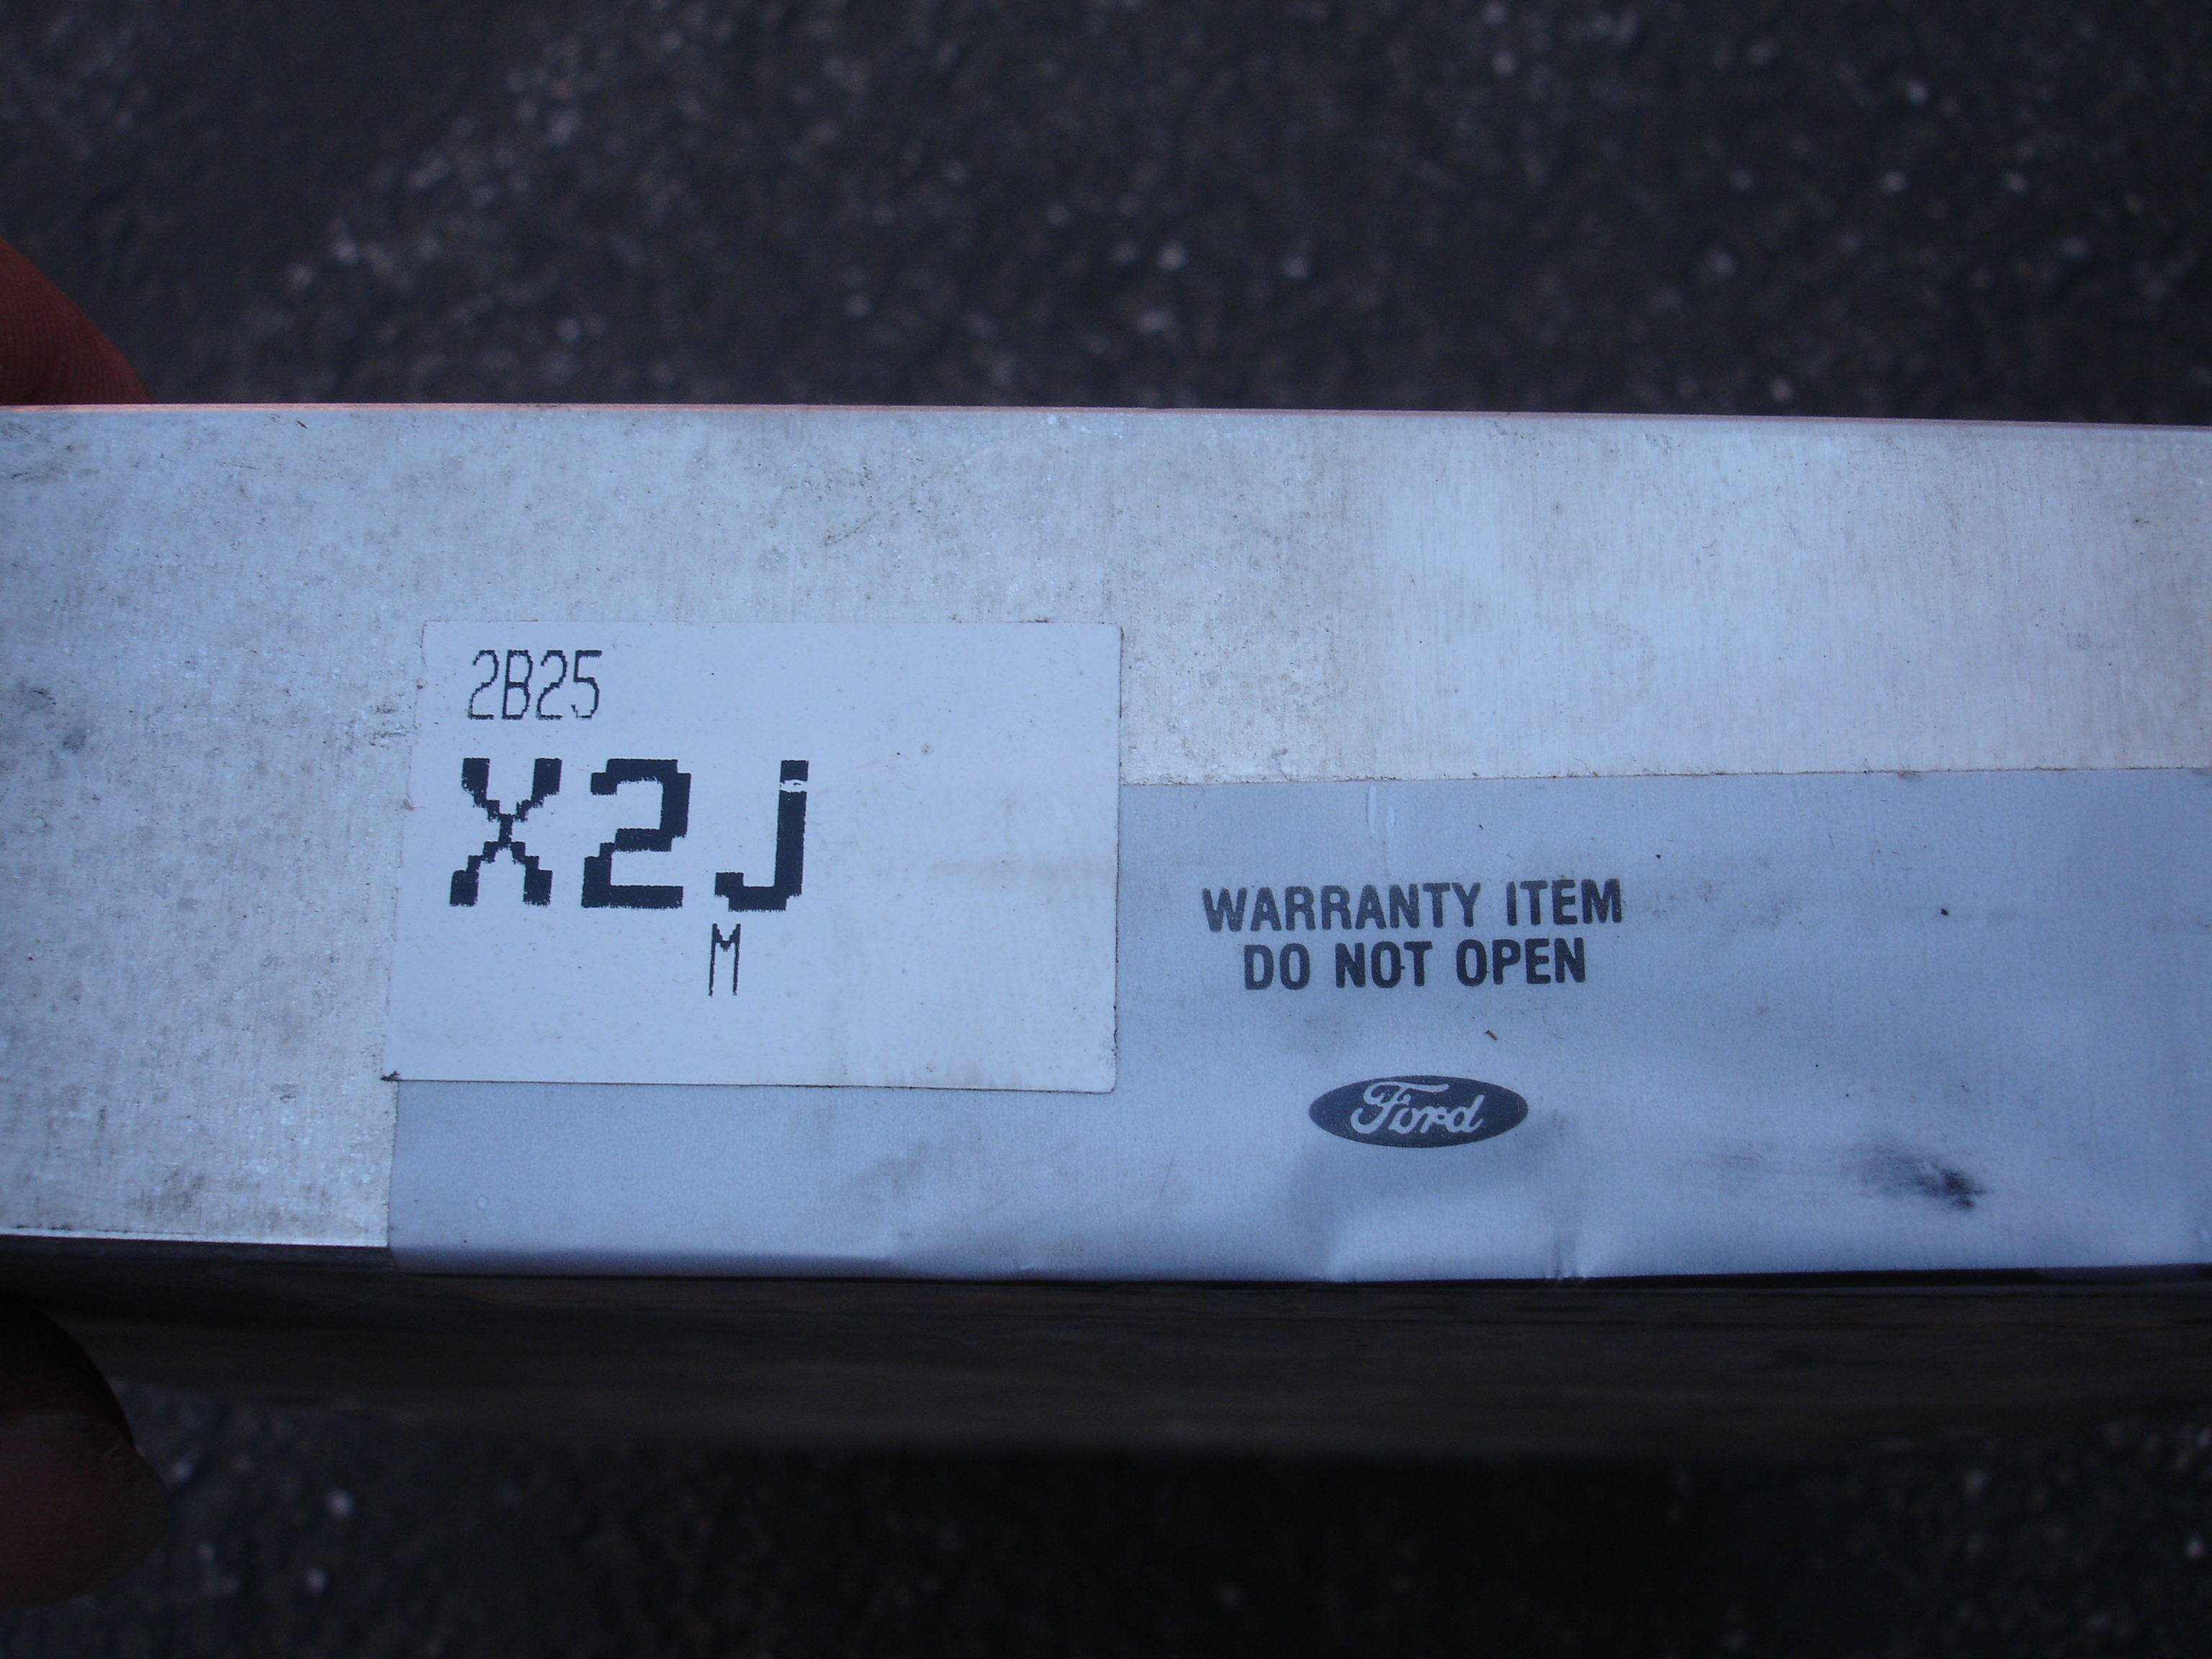 2B25
X2J
M
WARRANTY ITEM
DO NOT OPEN
Ford